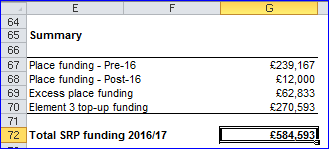 E F G
64
65 Summary
66
67 Place funding - Pre-16 £239,167
68 Place funding - Post-16 £12,000
69 Excess place funding £62,833
70 Element 3 top-up funding £270,593
71
72 Total SRP funding 2016/17 £584,593